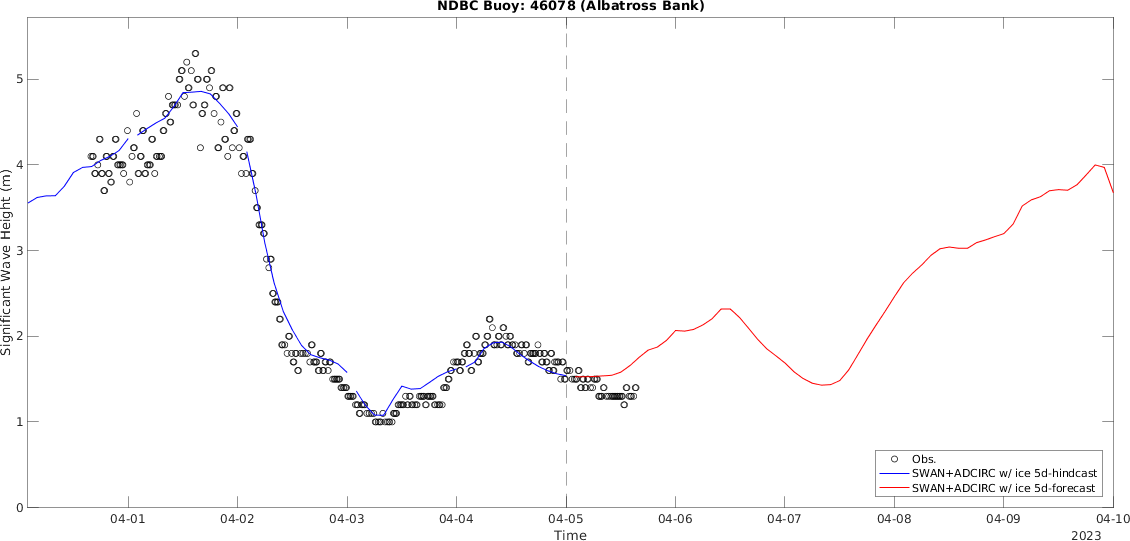 NDBC Buoy: 46078 (Albatross Bank)
Significant Wave Height (m)
5
4
3
2
1
0
Obs.
SWAN+ADCIRC w/ ice 5d-hindcast
SWAN+ADCIRC w/ ice 5d-forecast
04-01 04-02 04-03 04-04 04-05 04-06 04-07 04-08 04-09 04-10
Time
2023